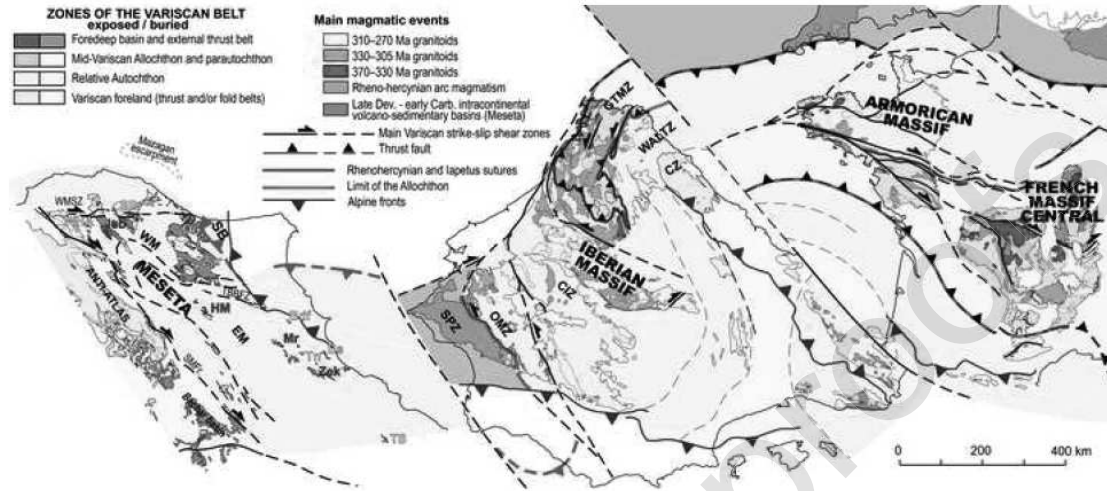 ZONES OF THE VARISCAN BELT
exposed / buried
Foredeep basin and external thrust belt
Mid-Variscan Allochthon and parautochthon
Relative Autochthon
Variscan foreland (thrust and/or fold belts)
Main magmatic events
310–270 Ma granitoids
330–305 Ma granitoids
370–330 Ma granitoids
Rheno-hercynian arc magmatism
Late Dev. - early Carb. intracontinental
volcano-sedimentary basins (Meseta)
Main Variscan strike-slip shear zones
Thrust fault
Rhenohercynian and Iapetus sutures
Limit of the Allochthon
Alpine fronts
Mazagan
escarpment
WMSZ
WM
SB
MESETA
ANTI-ATLAS
HM
EM
SMF
Mr
Zek
TB
SPZ
OMZ
CIZ
IBERIAN
MASSIF
GTMZ
WALTZ
CZ
ARMORICAN
MASSIF
FRENCH
MASSIF
CENTRAL
0 200 400 km
proofs